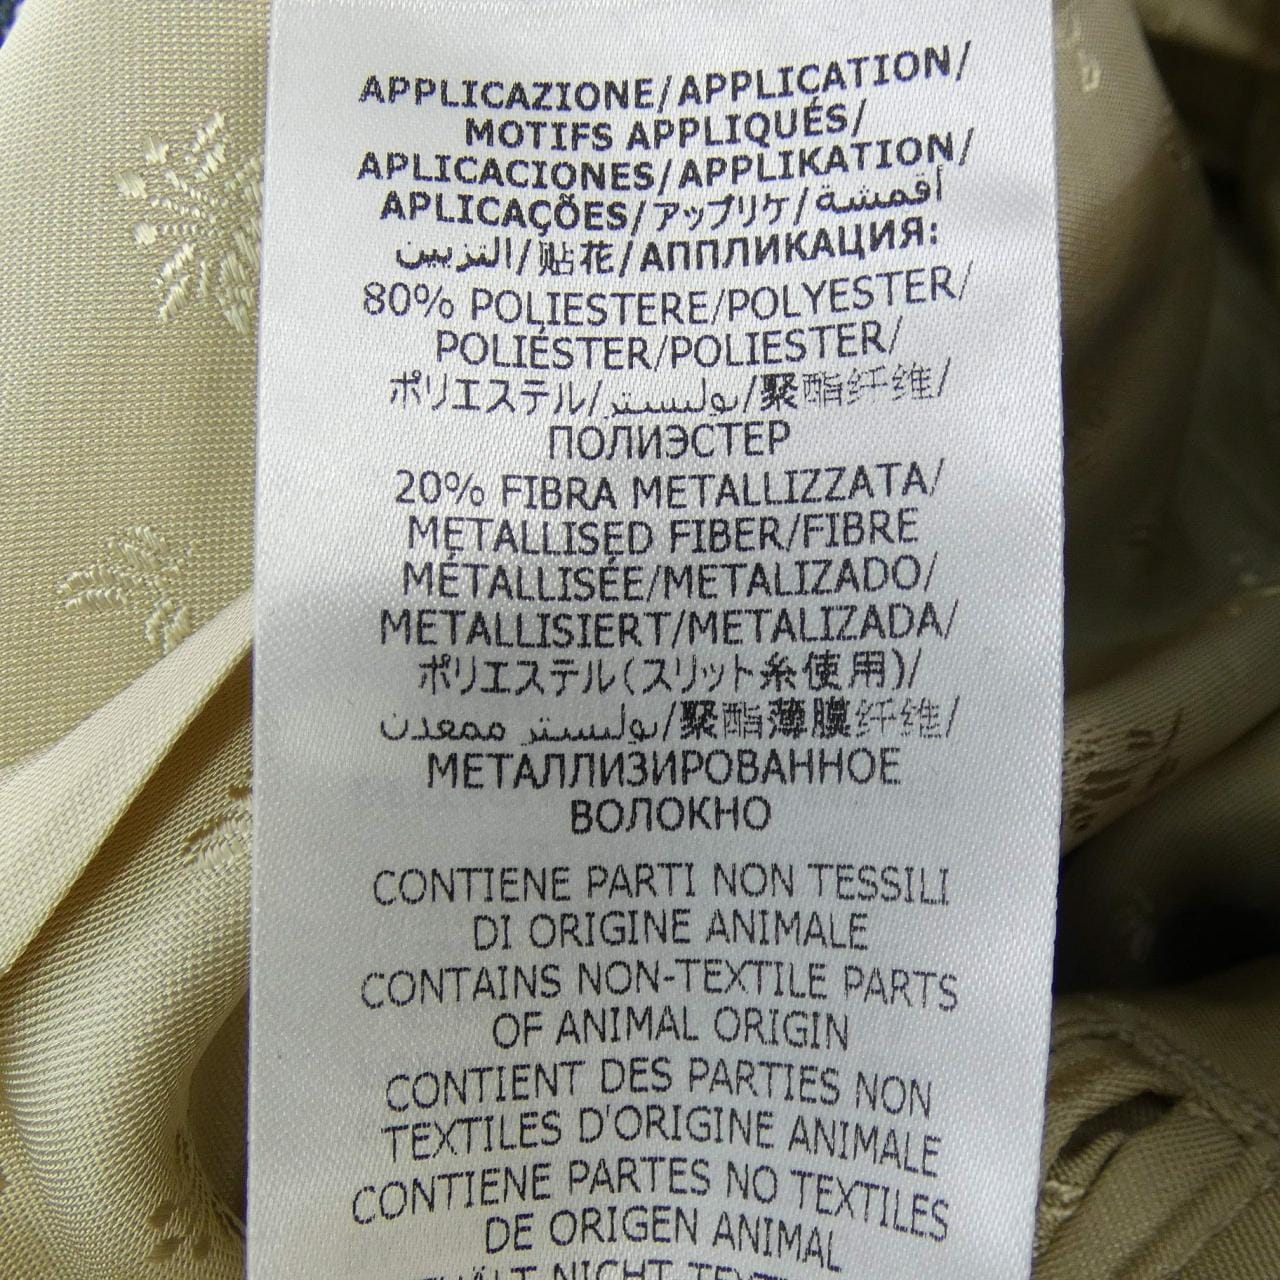 APPLICAZIONE/APPLICATION/
MOTIFS APPLIQUÉS/
APLICACIONES/APPLIKATION/
APLICAÇÕES/アップリケ/أقمشة
التزيين/贴花/АППЛИКАЦИЯ:
80% POLIESTERE/POLYESTER/
POLIÉSTER/POLIESTER/
ポリエステル/بوليستر/聚酯纤维/
ПОЛИЭСТЕР
20% FIBRA METALLIZZATA/
METALLISED FIBER/FIBRE
MÉTALLISÉE/METALIZADO/
METALLISIERT/METALIZADA/
ポリエステル(スリット糸使用)/
بوليستر ممعدن/聚酯薄膜纤维/
МЕТАЛЛИЗИРОВАННОЕ
ВОЛОКНО
CONTIENE PARTI NON TESSILI
DI ORIGINE ANIMALE
CONTAINS NON-TEXTILE PARTS
OF ANIMAL ORIGIN
CONTIENT DES PARTIES NON
TEXTILES D'ORIGINE ANIMALE
CONTIENE PARTES NO TEXTILES
DE ORIGEN ANIMAL
NICHT